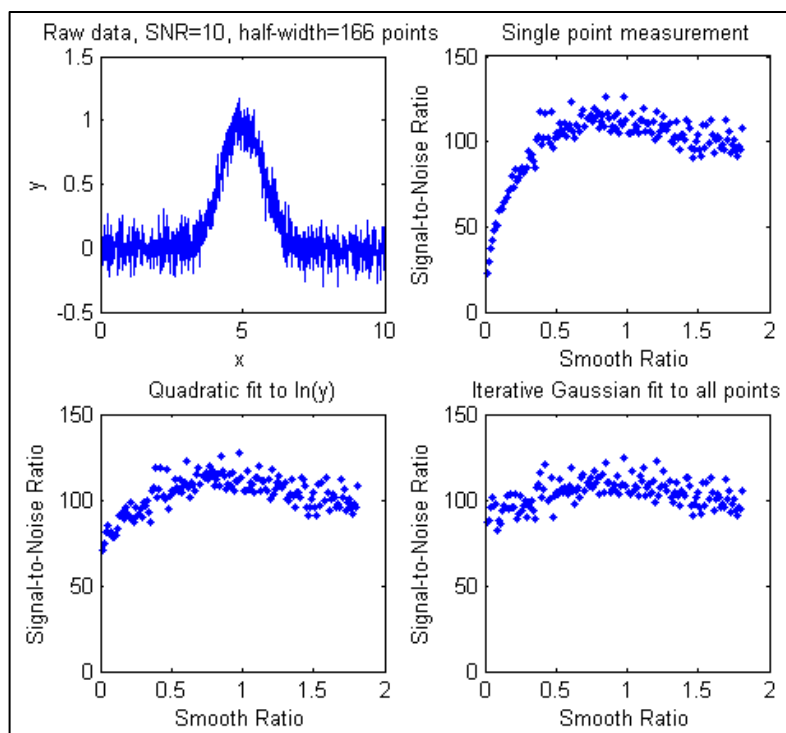 Raw data, SNR=10, half-width=166 points
1.5
1
0.5
0
-0.5
y
0
5
10
x
Single point measurement
150
100
50
0
Signal-to-Noise Ratio
0
0.5
1
1.5
2
Smooth Ratio
Quadratic fit to ln(y)
150
100
50
0
Signal-to-Noise Ratio
0
0.5
1
1.5
2
Smooth Ratio
Iterative Gaussian fit to all points
150
100
50
0
Signal-to-Noise Ratio
0
0.5
1
1.5
2
Smooth Ratio